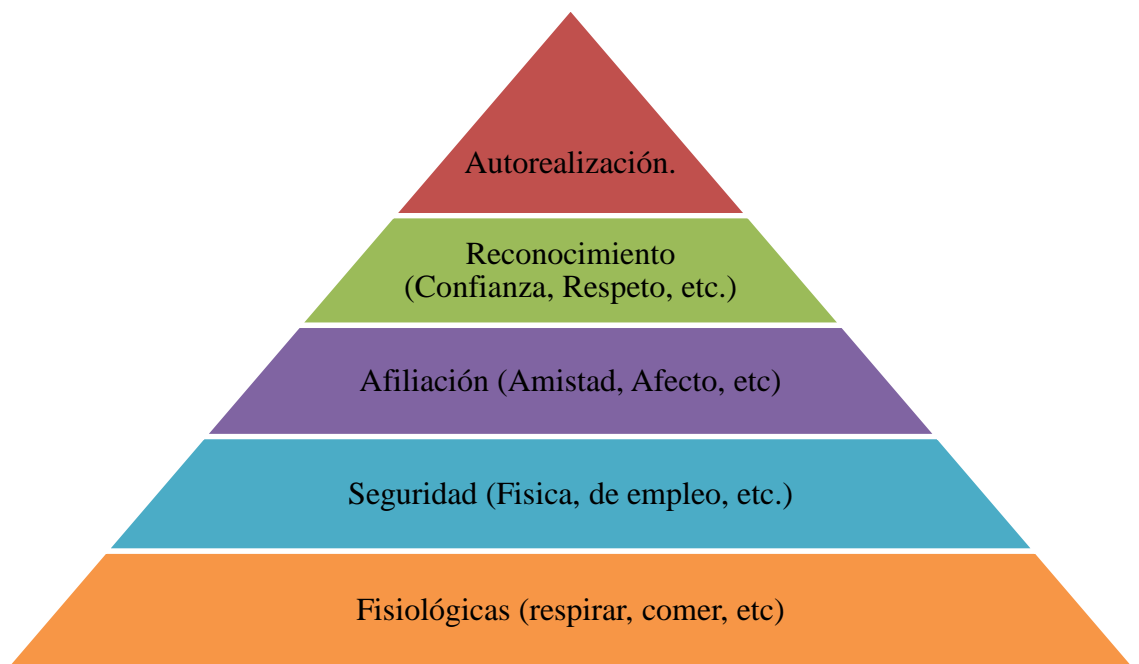 Autorealización.
Reconocimiento
(Confianza, Respeto, etc.)
Afiliación (Amistad, Afecto, etc)
Seguridad (Fisica, de empleo, etc.)
Fisiológicas (respirar, comer, etc)